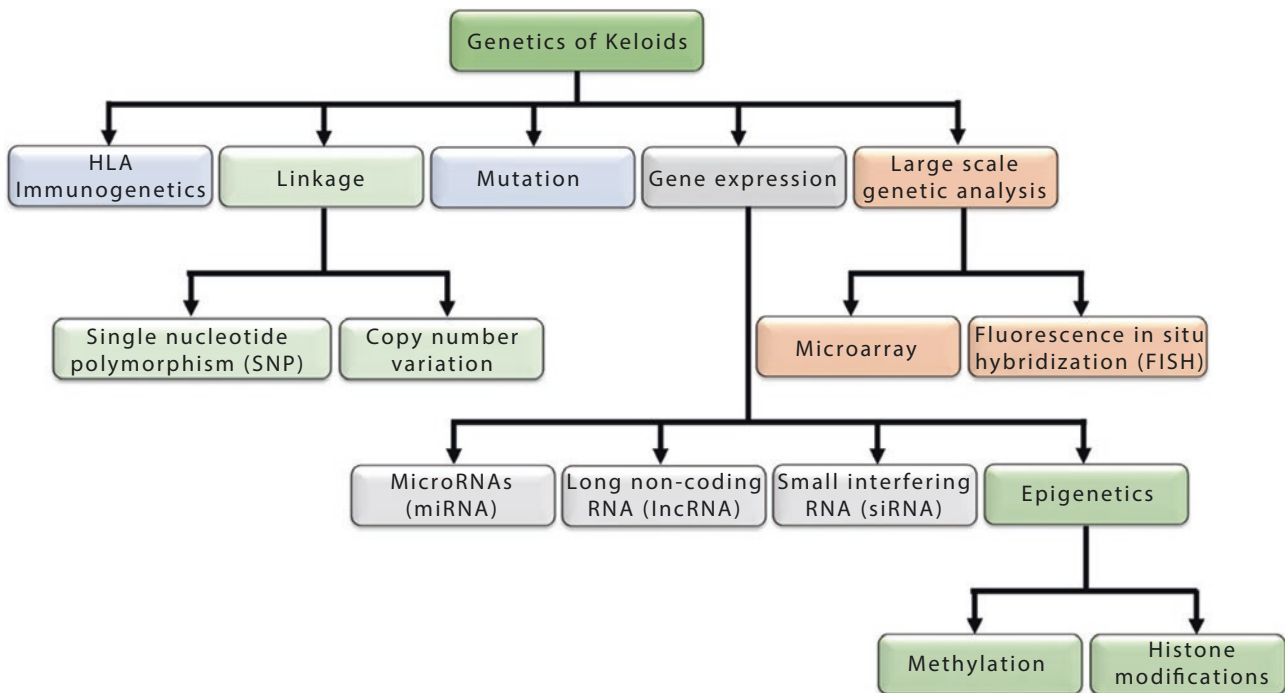 Genetics of Keloids
HLA
Immunogenetics
Linkage
Mutation
Gene expression
Large scale
genetic analysis
Single nucleotide
polymorphism (SNP)
Copy number
variation
Microarray
Fluorescence in situ
hybridization (FISH)
MicroRNAs
(miRNA)
Long non-coding
RNA (lncRNA)
Small interfering
RNA (siRNA)
Epigenetics
Methylation
Histone
modifications